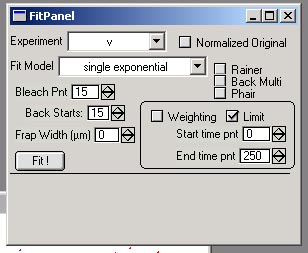 FitPanel
Experiment v Normalized Original
Fit Model single exponential Rainer
Back Multi
Phair
Bleach Pnt 15
Back Starts: 15
Frap Width (µm) 0
Weighting Limit
Start time pnt 0
End time pnt 250
Fit !